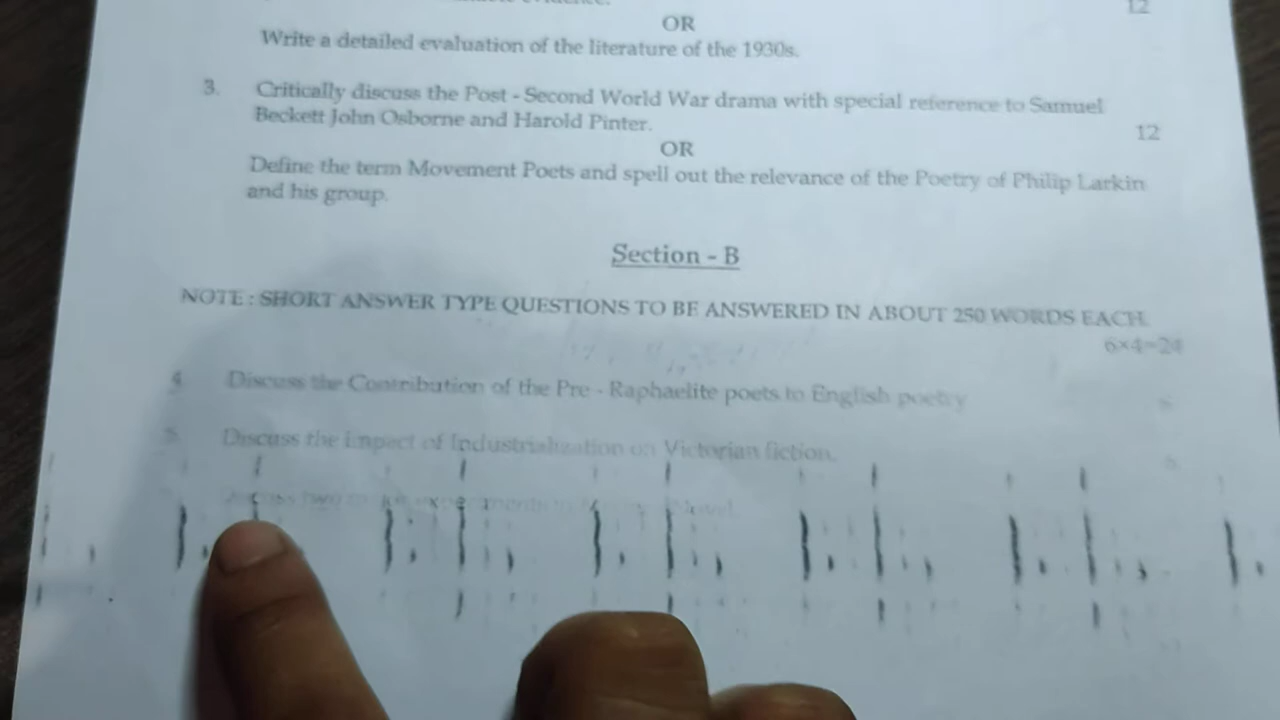 12
OR
Write a detailed evaluation of the literature of the 1930s.
3. Critically discuss the Post - Second World War drama with special reference to Samuel
Beckett John Osborne and Harold Pinter.
12
OR
Define the term Movement Poets and spell out the relevance of the Poetry of Philip Larkin
and his group.
Section - B
NOTE : SHORT ANSWER TYPE QUESTIONS TO BE ANSWERED IN ABOUT 250 WORDS EACH.
6×4=24
4. Discuss the Contribution of the Pre - Raphaelite poets to English poetry
5. Discuss the Impact of Industrialization on Victorian fiction.